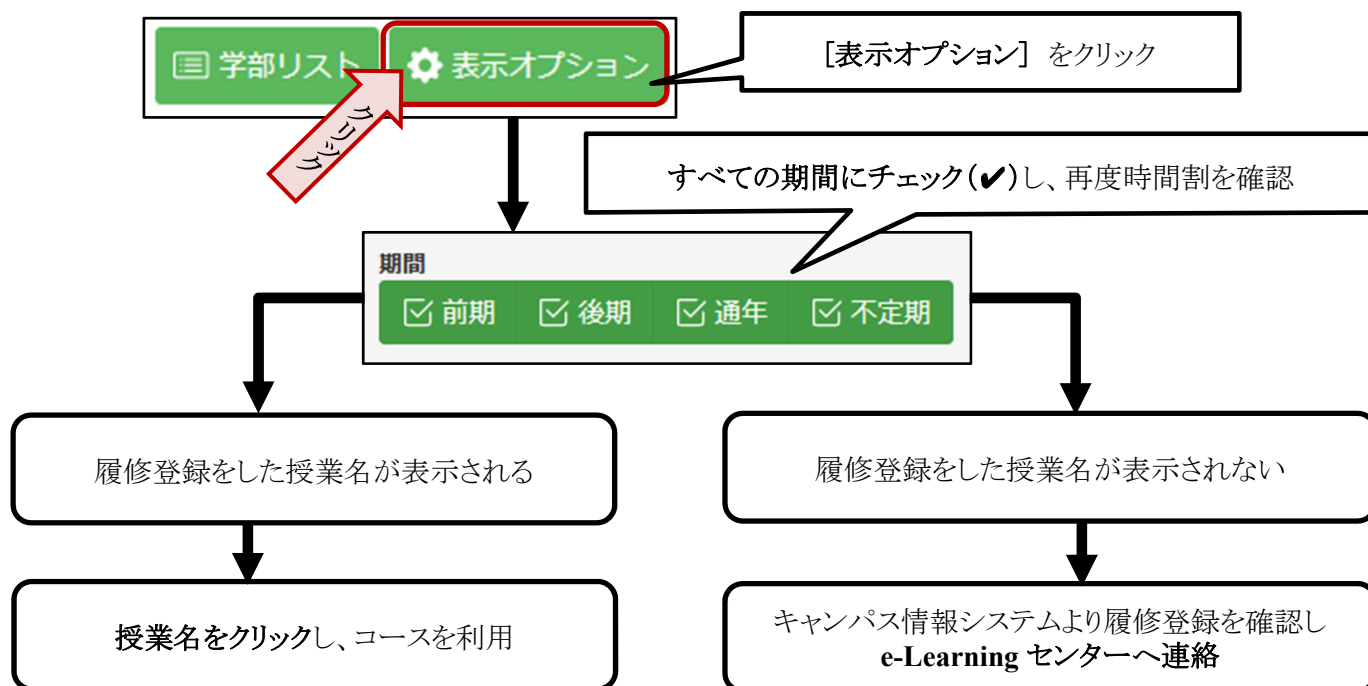 学部リスト
表示オプション
クリック
［表示オプション］ をクリック
すべての期間にチェック(✔)し、再度時間割を確認
期間
前期 後期 通年 不定期
履修登録をした授業名が表示される
履修登録をした授業名が表示されない
授業名をクリックし、コースを利用
キャンパス情報システムより履修登録を確認し
e-Learning センターへ連絡